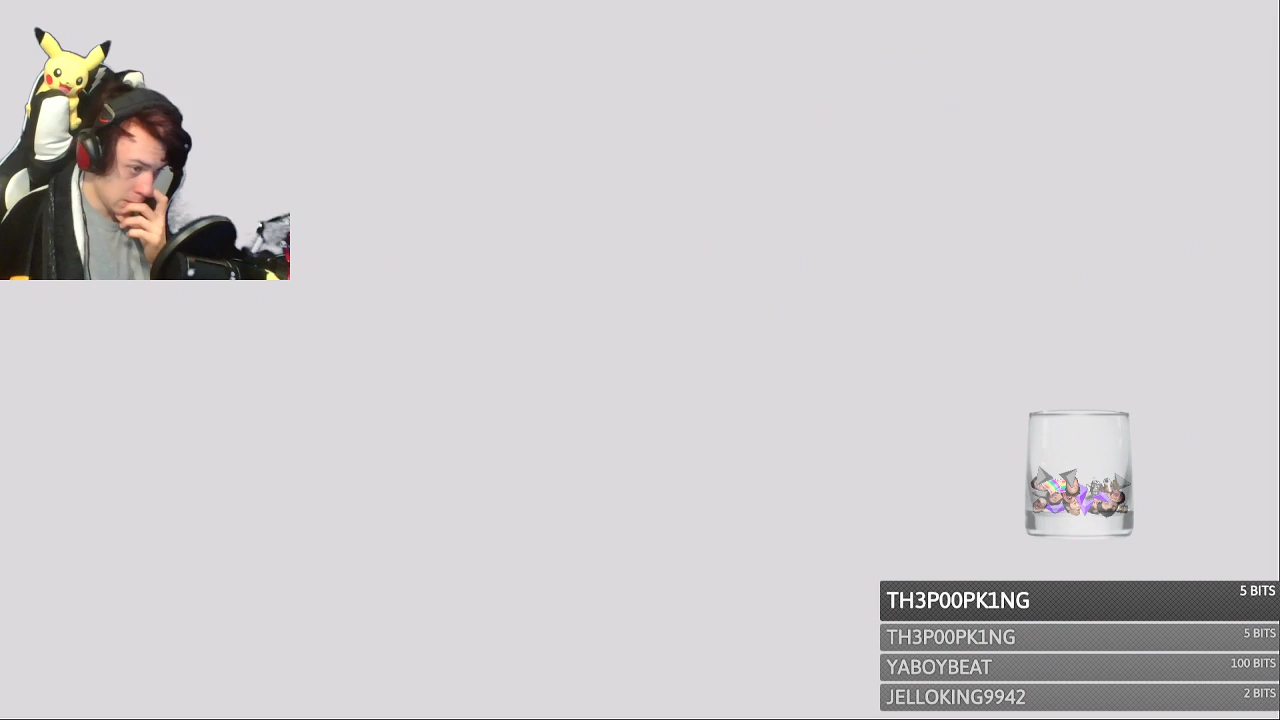 TH3P00PK1NG 5 BITS
TH3P00PK1NG 5 BITS
YABOYBEAT 100 BITS
JELLOKING9942 2 BITS